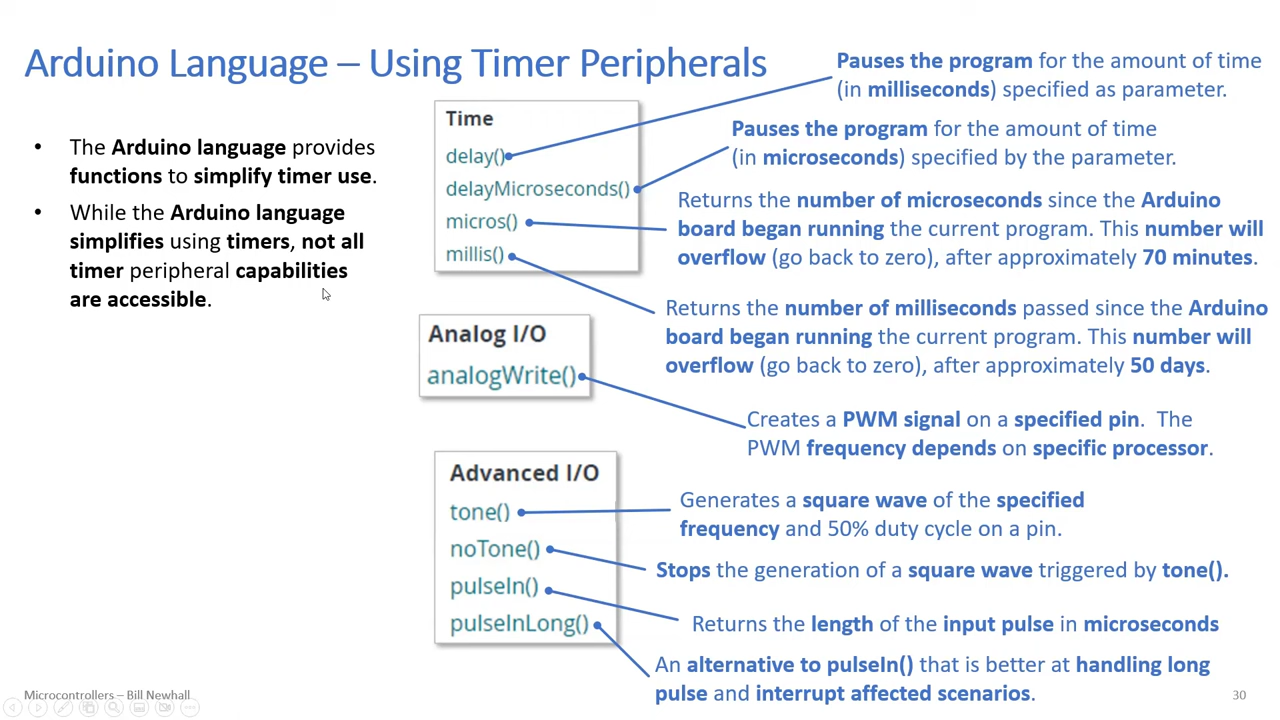 Arduino Language – Using Timer Peripherals
• The Arduino language provides
functions to simplify timer use.
• While the Arduino language
simplifies using timers, not all
timer peripheral capabilities
are accessible.
Time
delay()
delayMicroseconds()
micros()
millis()
Pauses the program for the amount of time
(in milliseconds) specified as parameter.
Pauses the program for the amount of time
(in microseconds) specified by the parameter.
Returns the number of microseconds since the Arduino
board began running the current program. This number will
overflow (go back to zero), after approximately 70 minutes.
Returns the number of milliseconds passed since the Arduino
board began running the current program. This number will
overflow (go back to zero), after approximately 50 days.
Analog I/O
analogWrite()
Creates a PWM signal on a specified pin. The
PWM frequency depends on specific processor.
Advanced I/O
tone()
noTone()
pulseIn()
pulseInLong()
Generates a square wave of the specified
frequency and 50% duty cycle on a pin.
Stops the generation of a square wave triggered by tone().
Returns the length of the input pulse in microseconds
An alternative to pulseIn() that is better at handling long
pulse and interrupt affected scenarios.
Microcontrollers – Bill Newhall
30